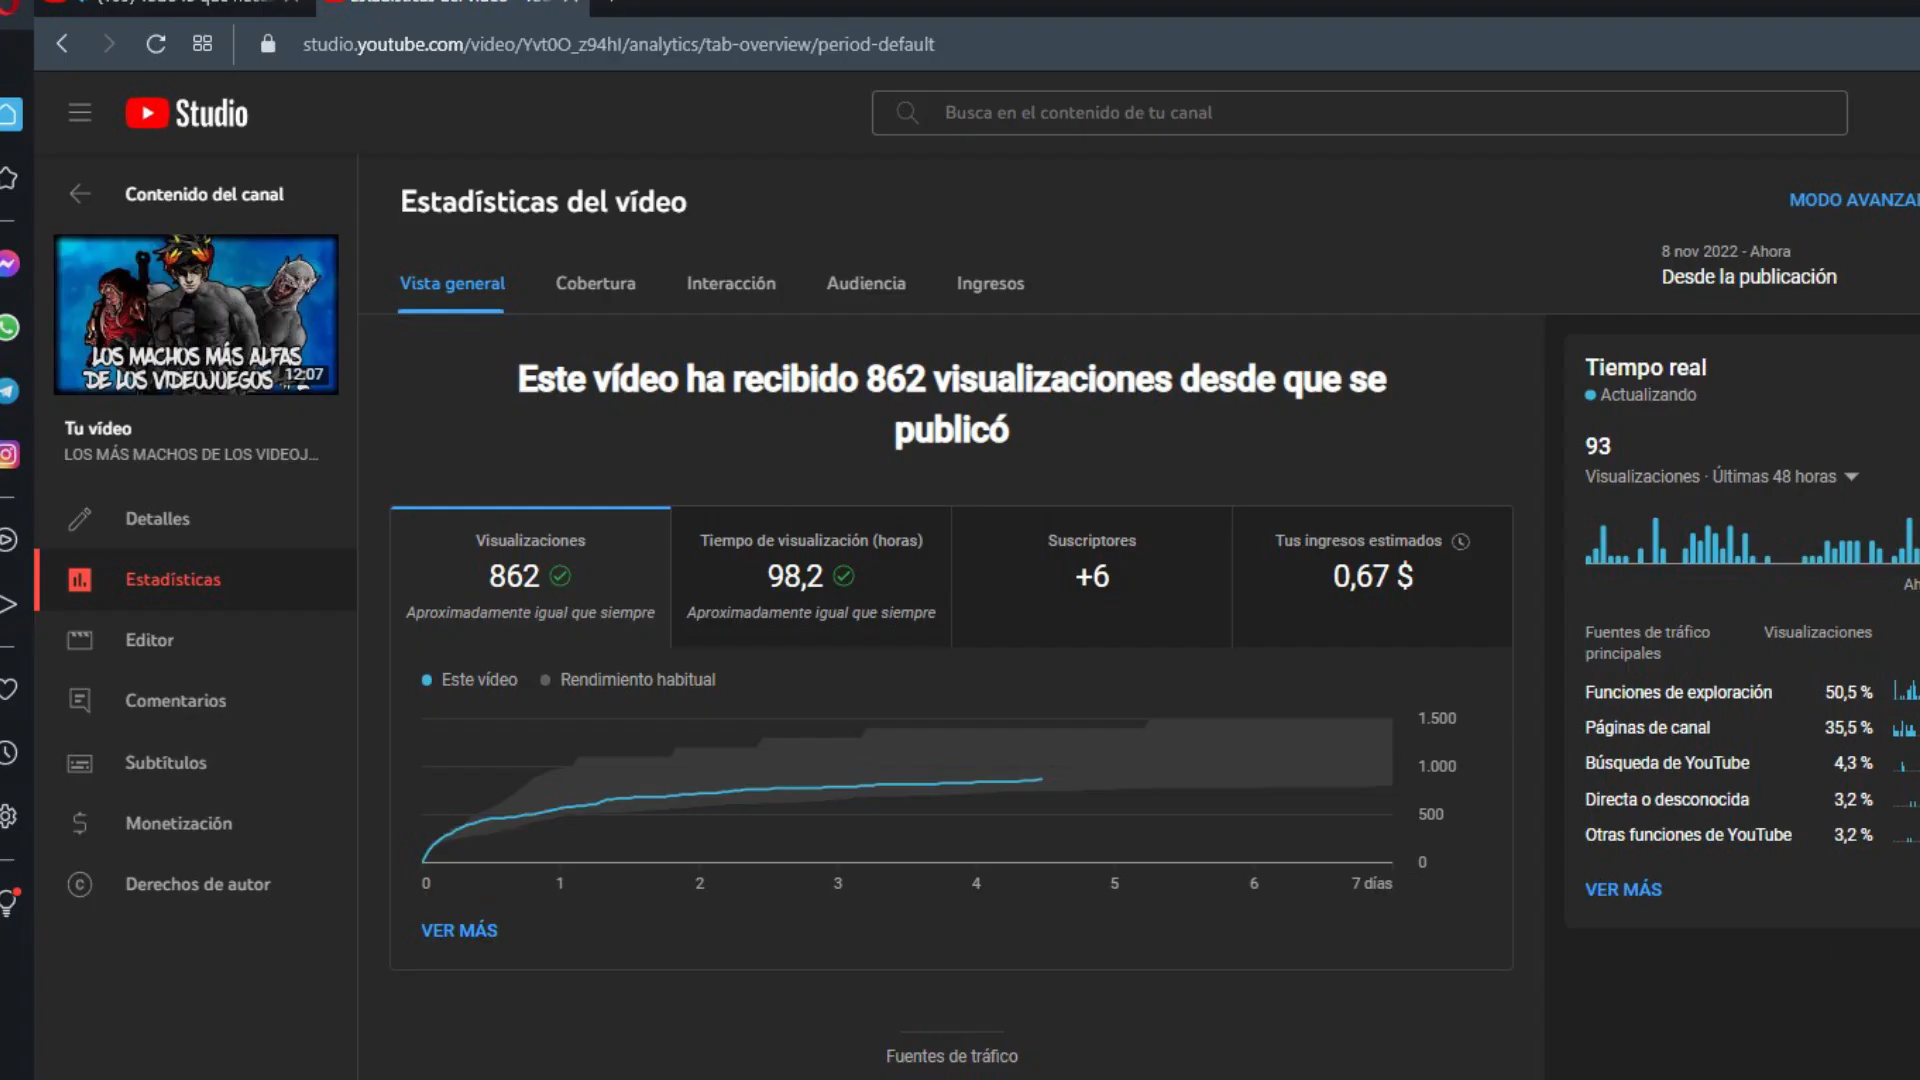 studio.youtube.com/video/Yvt0O_z94hI/analytics/tab-overview/period-default
Studio
Busca en el contenido de tu canal
Contenido del canal
LOS MACHOS MÁS ALFAS
DE LOS VIDEOJUEGOS
12:07
Tu vídeo
LOS MÁS MACHOS DE LOS VIDEOJ...
Detalles
Estadísticas
Editor
Comentarios
Subtítulos
Monetización
Derechos de autor
Estadísticas del vídeo
MODO AVANZA
8 nov 2022 - Ahora
Desde la publicación
Vista general
Cobertura
Interacción
Audiencia
Ingresos
Este vídeo ha recibido 862 visualizaciones desde que se
publicó
Visualizaciones
862
Aproximadamente igual que siempre
Tiempo de visualización (horas)
98,2
Aproximadamente igual que siempre
Suscriptores
+6
Tus ingresos estimados
0,67 $
Este vídeo
Rendimiento habitual
1.500
1.000
500
0
0 1 2 3 4 5 6 7 días
VER MÁS
Fuentes de tráfico
Tiempo real
Actualizando
93
Visualizaciones · Últimas 48 horas
Ah
Fuentes de tráfico
principales
Visualizaciones
Funciones de exploración 50,5 %
Páginas de canal 35,5 %
Búsqueda de YouTube 4,3 %
Directa o desconocida 3,2 %
Otras funciones de YouTube 3,2 %
VER MÁS